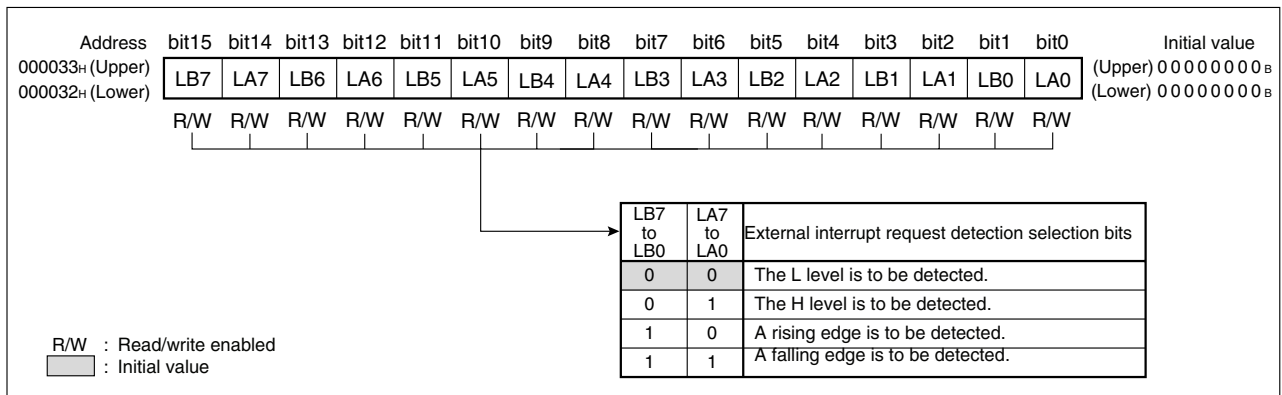 Address bit15 bit14 bit13 bit12 bit11 bit10 bit9 bit8 bit7 bit6 bit5 bit4 bit3 bit2 bit1 bit0 Initial value
000033H (Upper) (Upper) 00000000B
LB7 LA7 LB6 LA6 LB5 LA5 LB4 LA4 LB3 LA3 LB2 LA2 LB1 LA1 LB0 LA0
000032H (Lower) (Lower) 00000000B
R/W R/W R/W R/W R/W R/W R/W R/W R/W R/W R/W R/W R/W R/W R/W R/W
LB7 to LB0 LA7 to LA0 External interrupt request detection selection bits
0 0 The L level is to be detected.
0 1 The H level is to be detected.
1 0 A rising edge is to be detected.
1 1 A falling edge is to be detected.
R/W : Read/write enabled
: Initial value